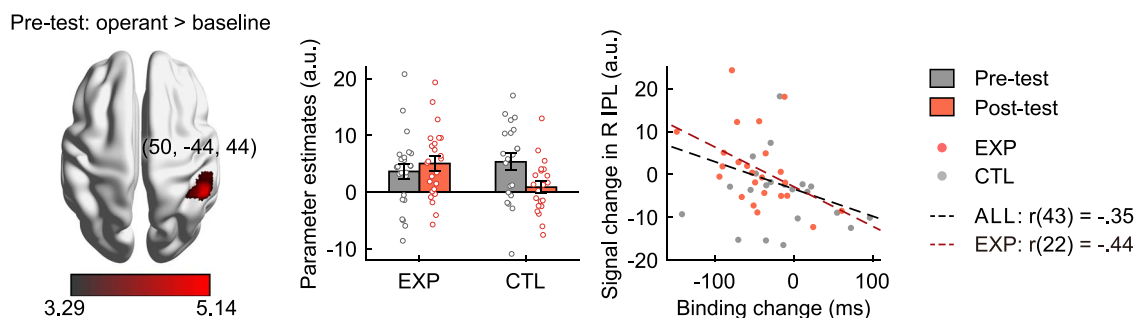 Pre-test: operant > baseline
(50, -44, 44)
3.29 5.14
Parameter estimates (a.u.)
20
10
0
-10
EXP CTL
Signal change in R IPL (a.u.)
25
20
10
0
-10
-20
-100 0 100
Binding change (ms)
Pre-test
Post-test
EXP
CTL
ALL: r(43) = -.35
EXP: r(22) = -.44